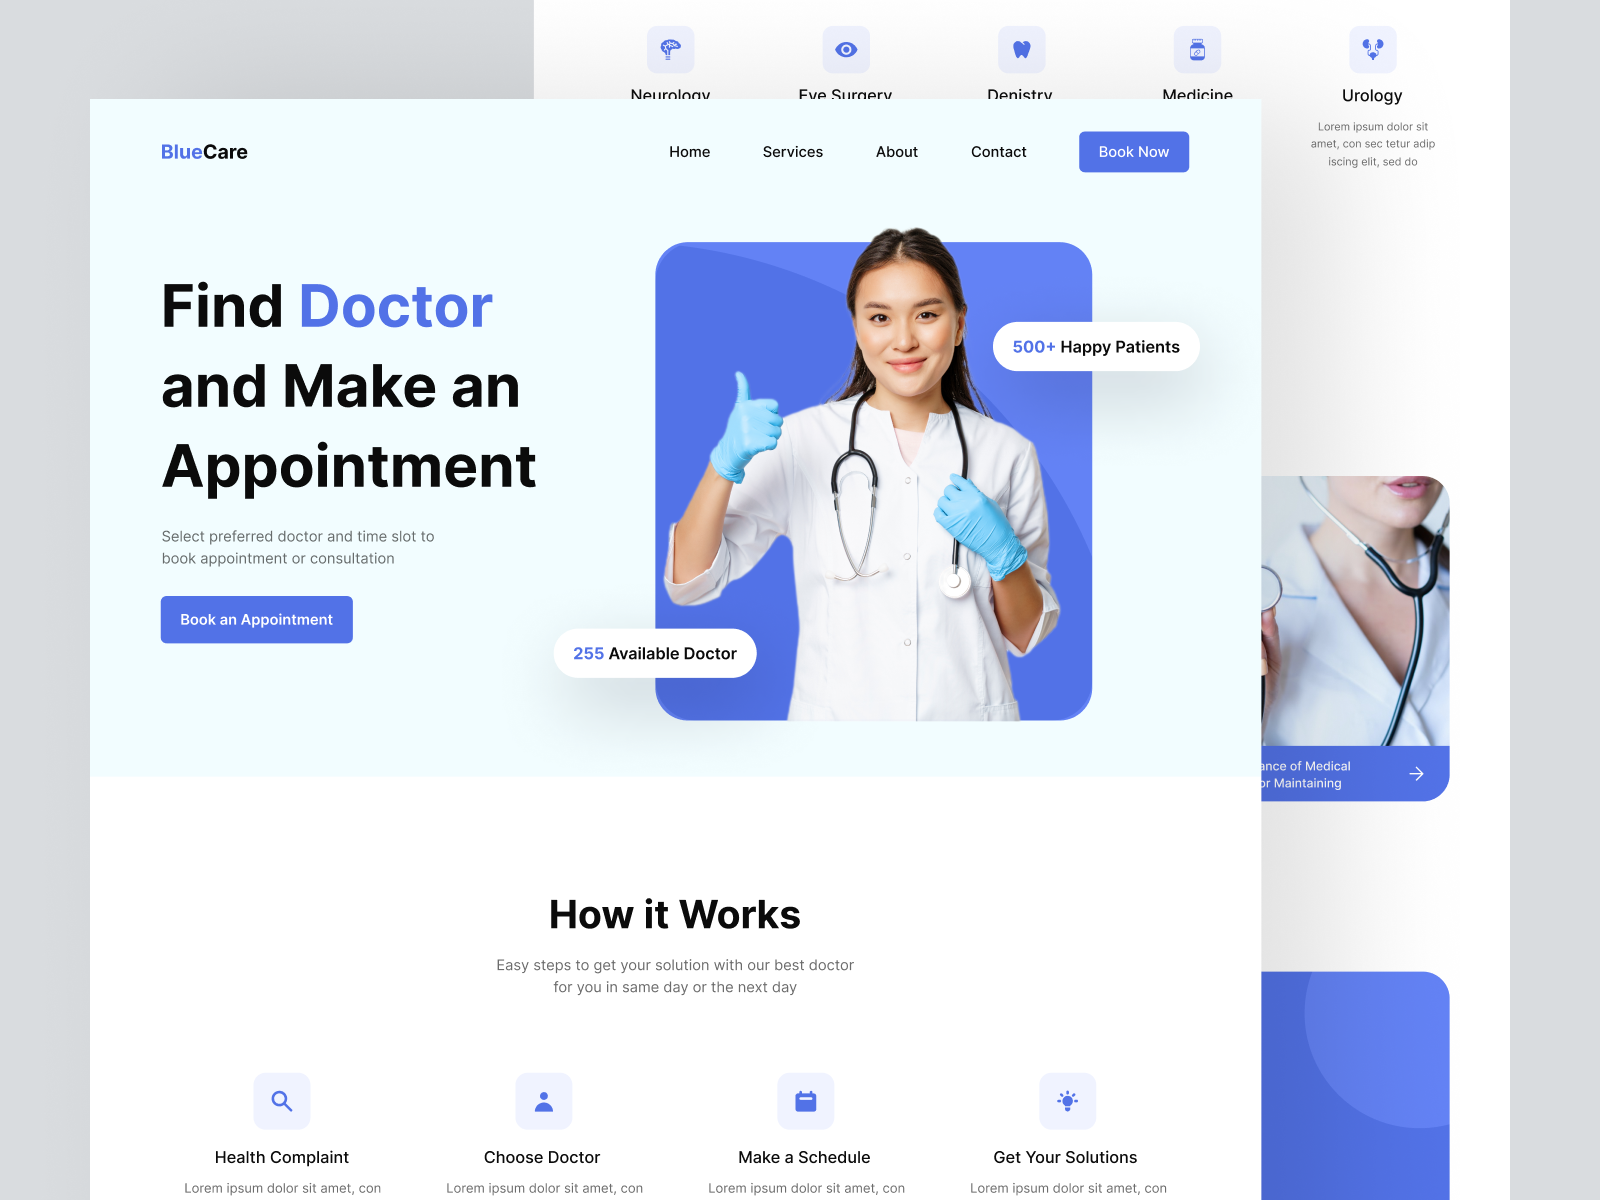 Neurology
Eye Surgery
Denistry
Medicine
Urology
Lorem ipsum dolor sit
amet, con sec tetur adip
iscing elit, sed do
BlueCare
Home
Services
About
Contact
Book Now
Find Doctor
and Make an
Appointment
Select preferred doctor and time slot to
book appointment or consultation
Book an Appointment
500+ Happy Patients
255 Available Doctor
of Medical
Maintaining
How it Works
Easy steps to get your solution with our best doctor
for you in same day or the next day
Health Complaint
Lorem ipsum dolor sit amet, con
Choose Doctor
Lorem ipsum dolor sit amet, con
Make a Schedule
Lorem ipsum dolor sit amet, con
Get Your Solutions
Lorem ipsum dolor sit amet, con